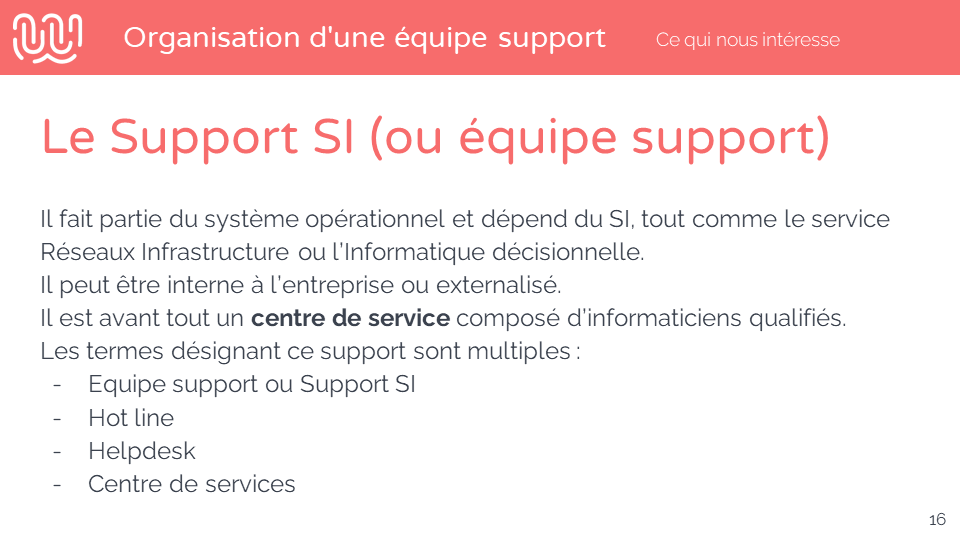 Organisation d'une équipe support
Ce qui nous intéresse
Le Support SI (ou équipe support)
Il fait partie du système opérationnel et dépend du SI, tout comme le service
Réseaux Infrastructure ou l’Informatique décisionnelle.
Il peut être interne à l’entreprise ou externalisé.
Il est avant tout un centre de service composé d’informaticiens qualifiés.
Les termes désignant ce support sont multiples :
- Equipe support ou Support SI
- Hot line
- Helpdesk
- Centre de services
16